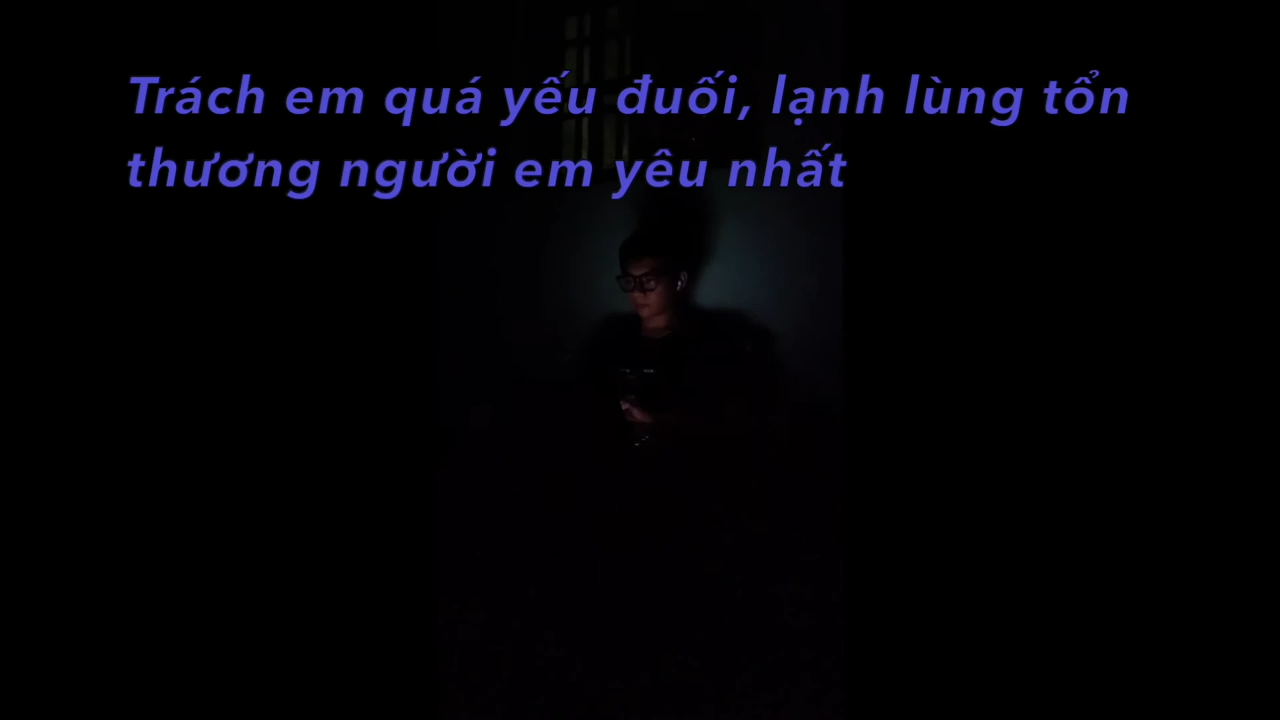 Trách em quá yếu đuối, lạnh lùng tổn
thương người em yêu nhất